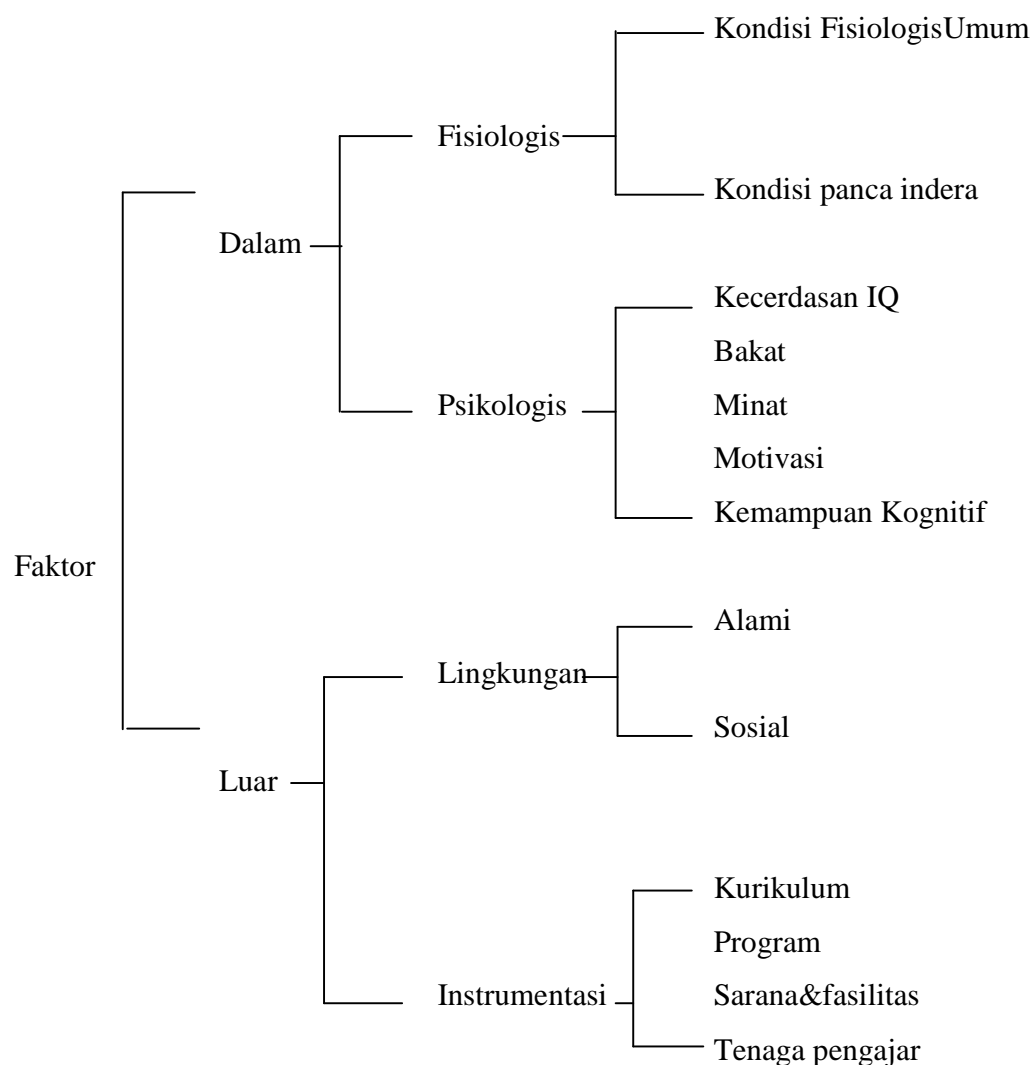 Kondisi FisiologisUmum
Fisiologis
Kondisi panca indera
Dalam
Kecerdasan IQ
Bakat
Psikologis
Minat
Motivasi
Kemampuan Kognitif
Faktor
Alami
Lingkungan
Sosial
Luar
Kurikulum
Program
Instrumentasi
Sarana&fasilitas
Tenaga pengajar